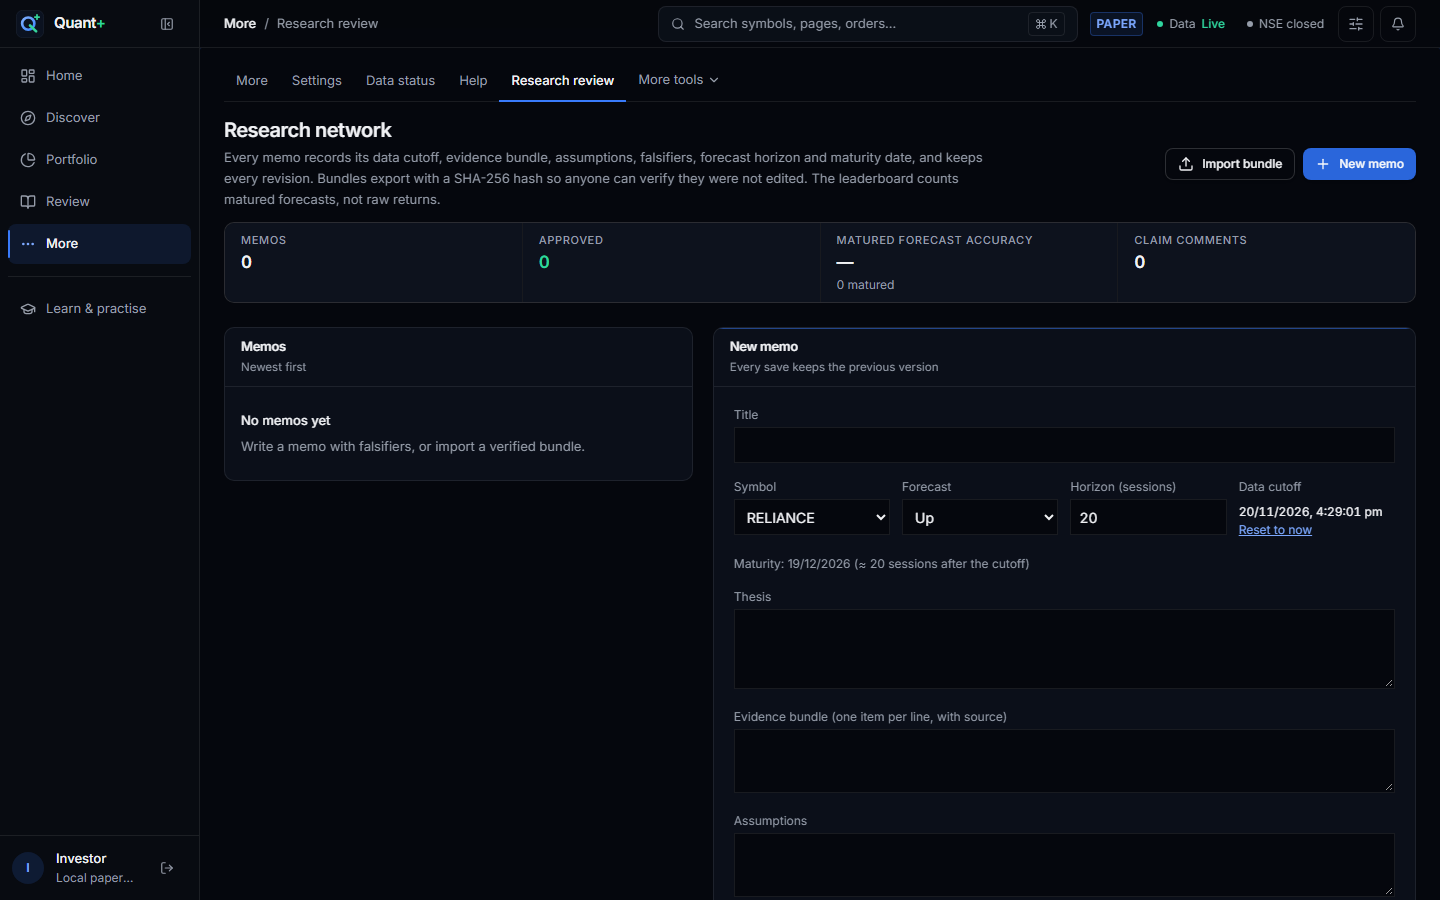 Quant+
More / Research review
Search symbols, pages, orders...
⌘ K
PAPER
Data Live
NSE closed
Home
Discover
Portfolio
Review
More
Learn & practise
More
Settings
Data status
Help
Research review
More tools
Research network
Every memo records its data cutoff, evidence bundle, assumptions, falsifiers, forecast horizon and maturity date, and keeps
every revision. Bundles export with a SHA-256 hash so anyone can verify they were not edited. The leaderboard counts
matured forecasts, not raw returns.
Import bundle
New memo
MEMOS
0
APPROVED
0
MATURED FORECAST ACCURACY
—
0 matured
CLAIM COMMENTS
0
Memos
Newest first
No memos yet
Write a memo with falsifiers, or import a verified bundle.
New memo
Every save keeps the previous version
Title
Symbol
RELIANCE
Forecast
Up
Horizon (sessions)
20
Data cutoff
20/11/2026, 4:29:01 pm
Reset to now
Maturity: 19/12/2026 (≈ 20 sessions after the cutoff)
Thesis
Evidence bundle (one item per line, with source)
Assumptions
I
Investor
Local paper...